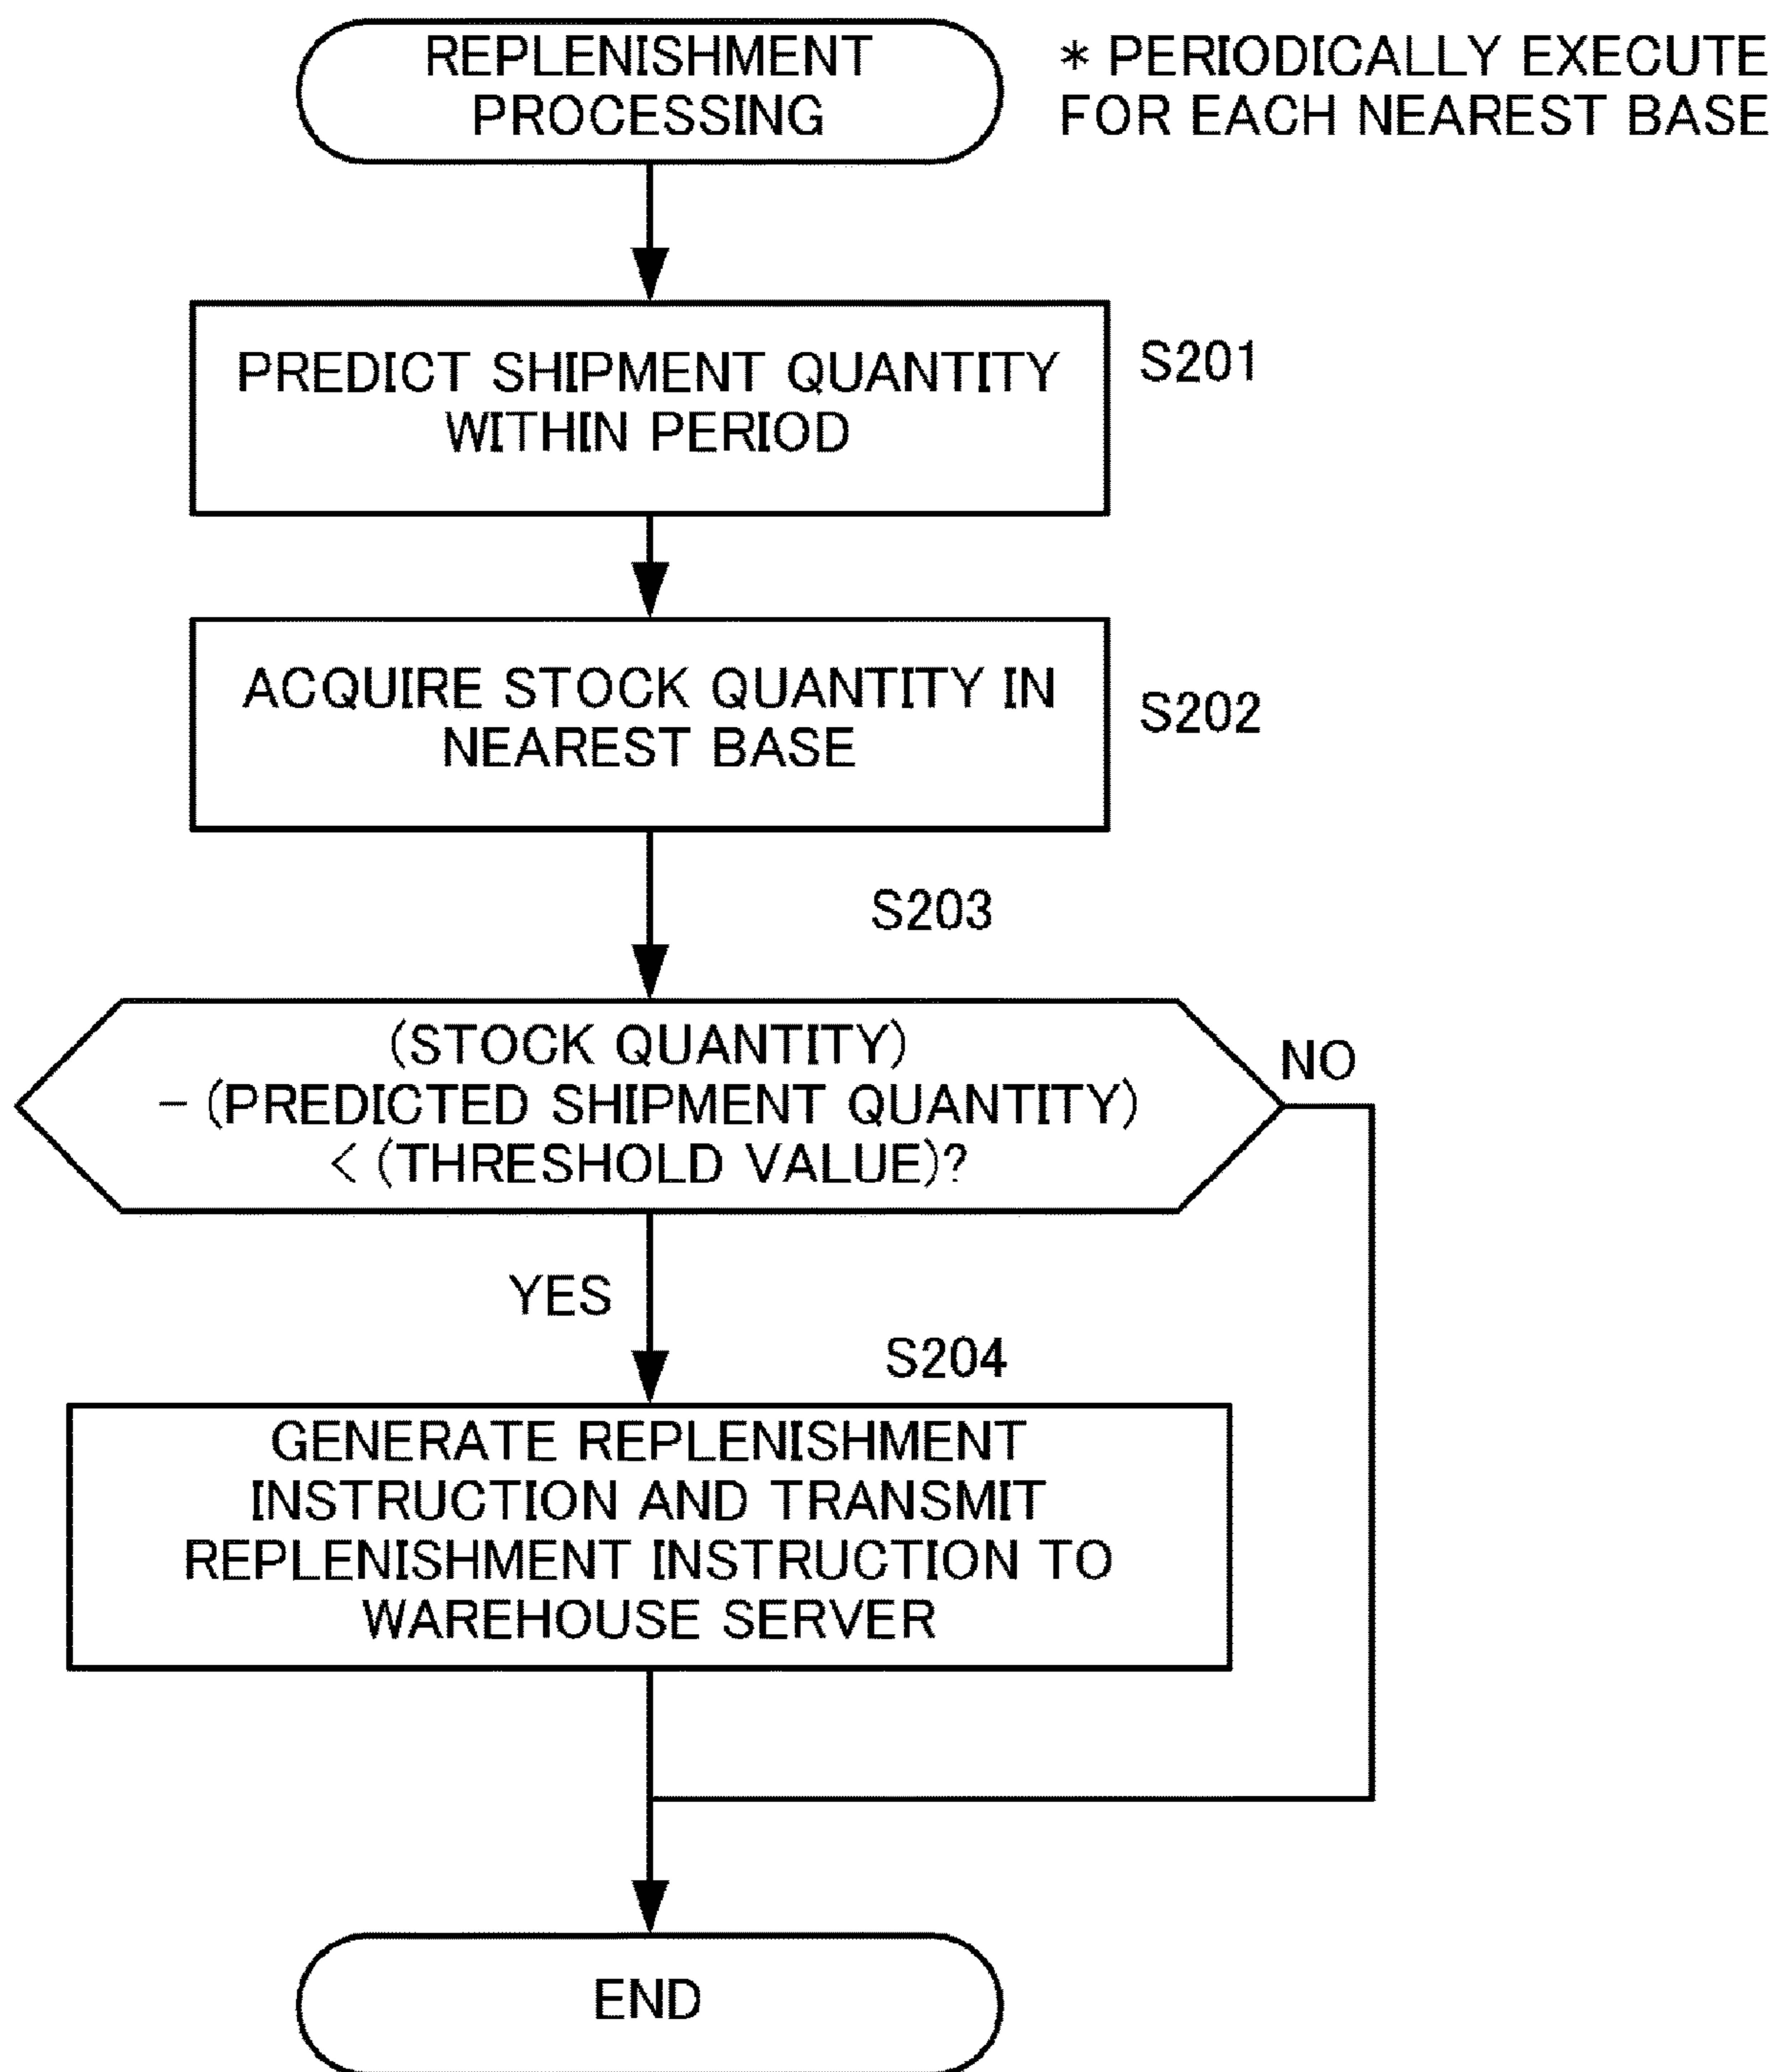 REPLENISHMENT
PROCESSING
* PERIODICALLY EXECUTE
FOR EACH NEAREST BASE
PREDICT SHIPMENT QUANTITY
WITHIN PERIOD
S201
ACQUIRE STOCK QUANTITY IN
NEAREST BASE
S202
S203
(STOCK QUANTITY)
- (PREDICTED SHIPMENT QUANTITY)
< (THRESHOLD VALUE)?
NO
YES
S204
GENERATE REPLENISHMENT
INSTRUCTION AND TRANSMIT
REPLENISHMENT INSTRUCTION TO
WAREHOUSE SERVER
END